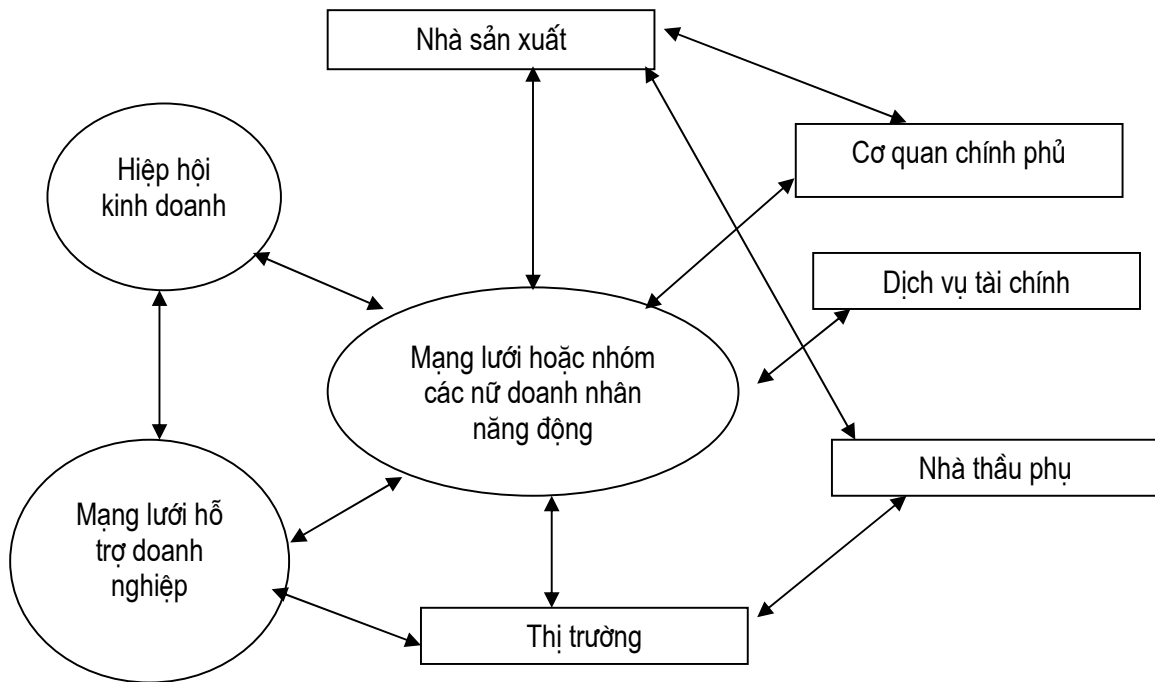 Nhà sản xuất
Cơ quan chính phủ
Hiệp hội
kinh doanh
Dịch vụ tài chính
Mạng lưới hoặc nhóm
các nữ doanh nhân
năng động
Nhà thầu phụ
Mạng lưới hỗ
trợ doanh
nghiệp
Thị trường